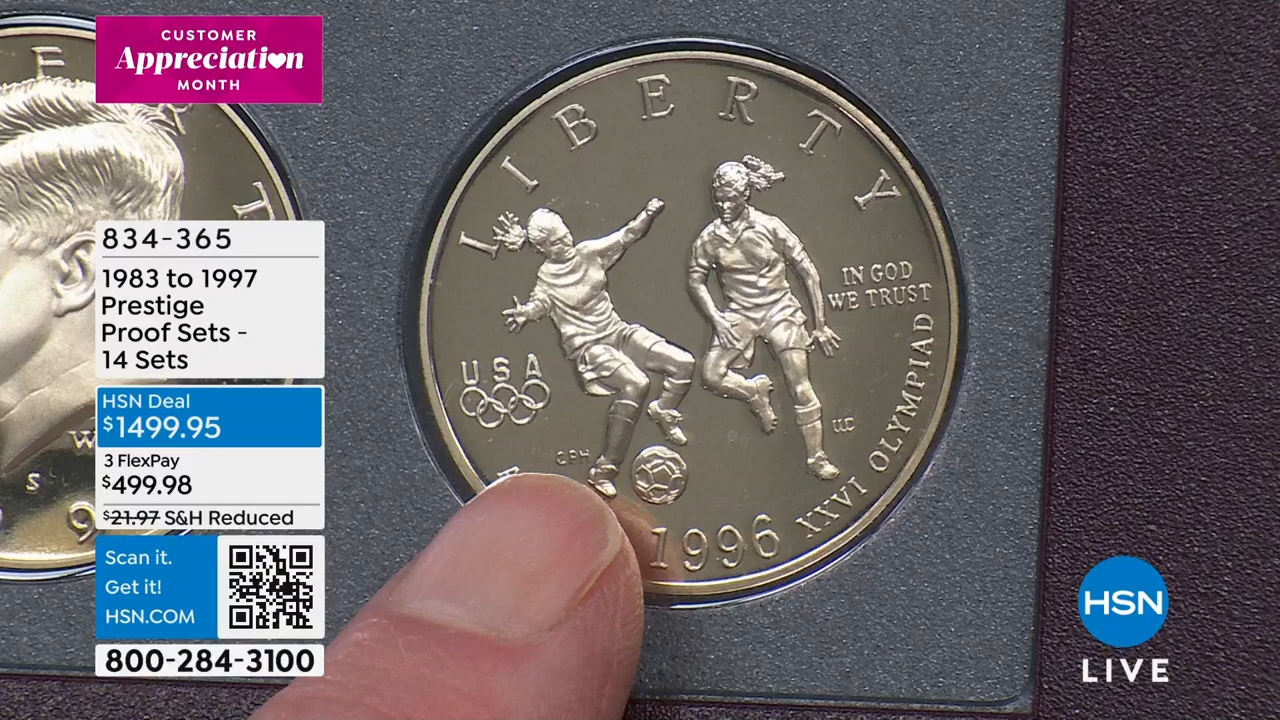 CUSTOMER
Appreciation
MONTH
834-365
1983 to 1997
Prestige
Proof Sets -
14 Sets
HSN Deal
$1499.95
3 FlexPay
$499.98
$21.97 S&H Reduced
Scan it.
Get it!
HSN.COM
800-284-3100
LIBERTY
IN GOD
WE TRUST
USA
GPH
XXVI OLYMPIAD
1996
HSN
LIVE